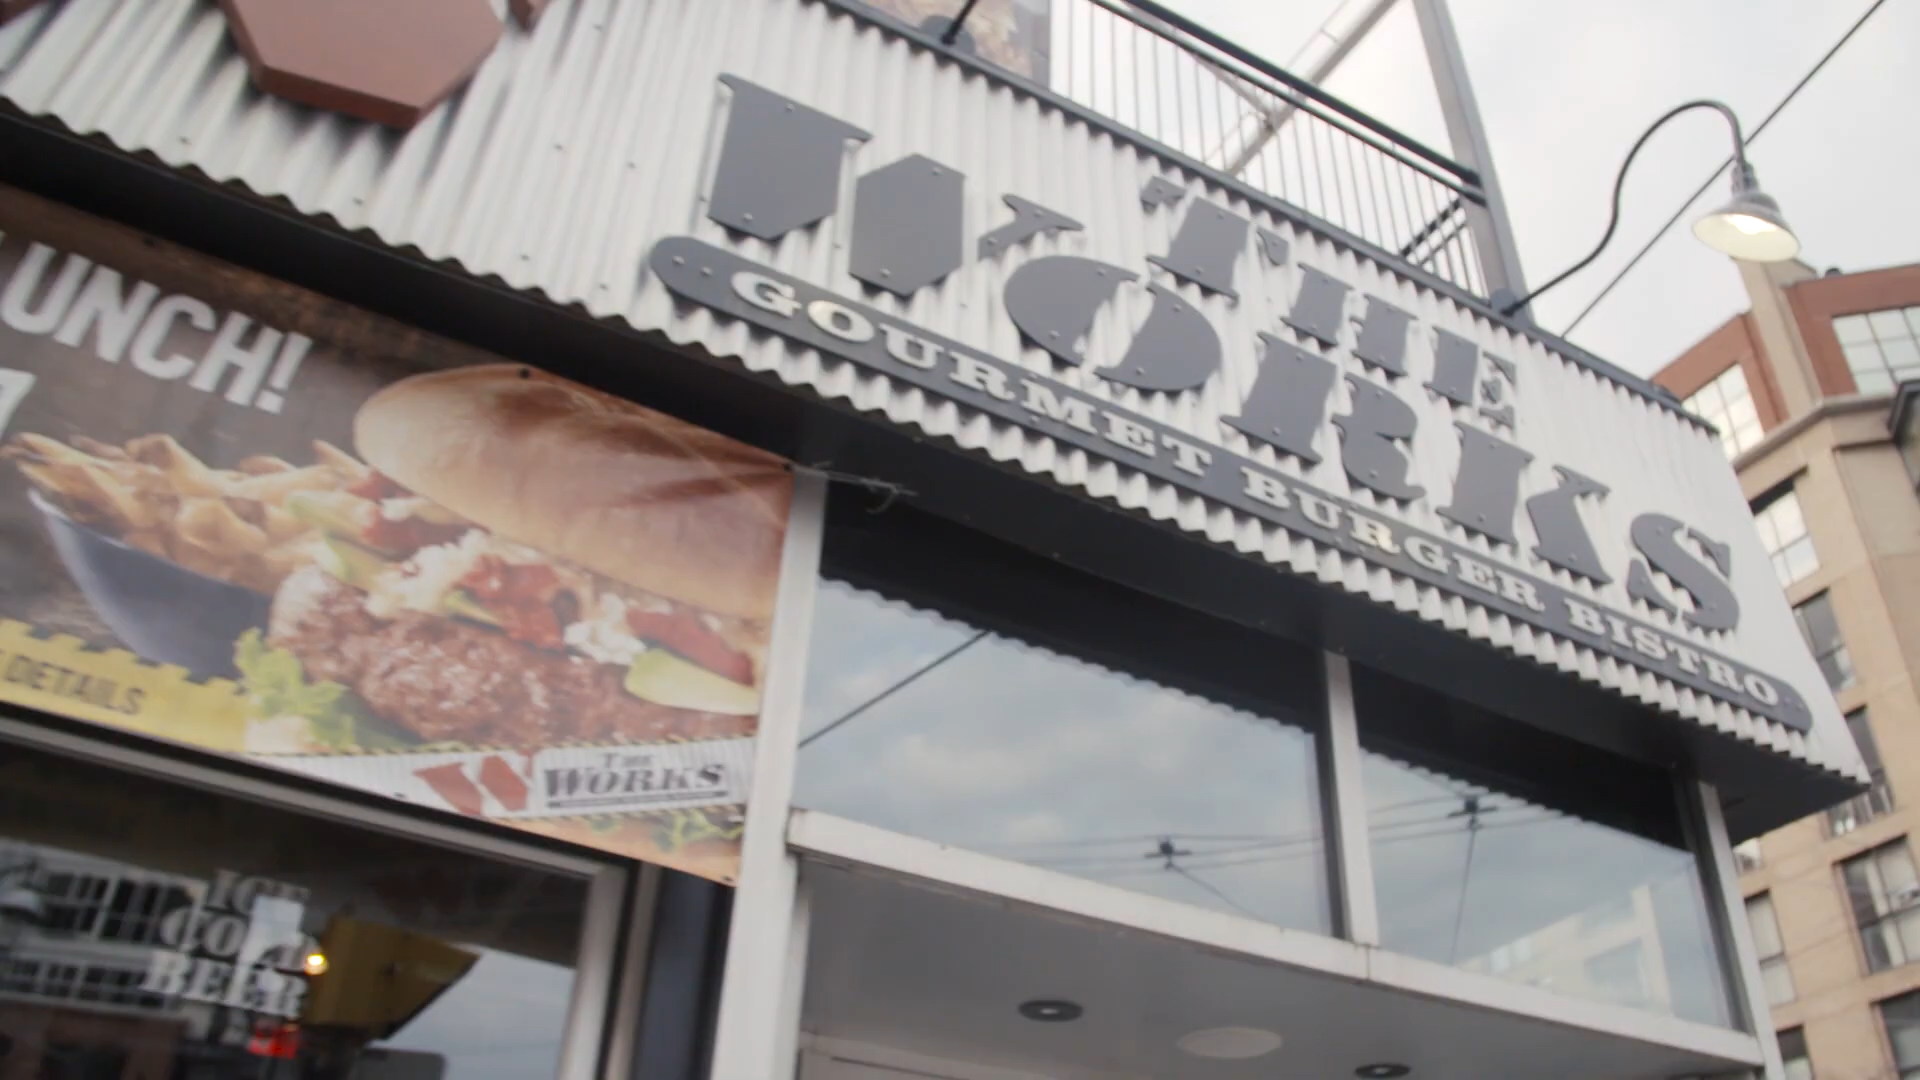 THE
WORKS
GOURMET BURGER BISTRO
UNCH!
DETAILS
THE
WORKS
ICE
COLD
BEER